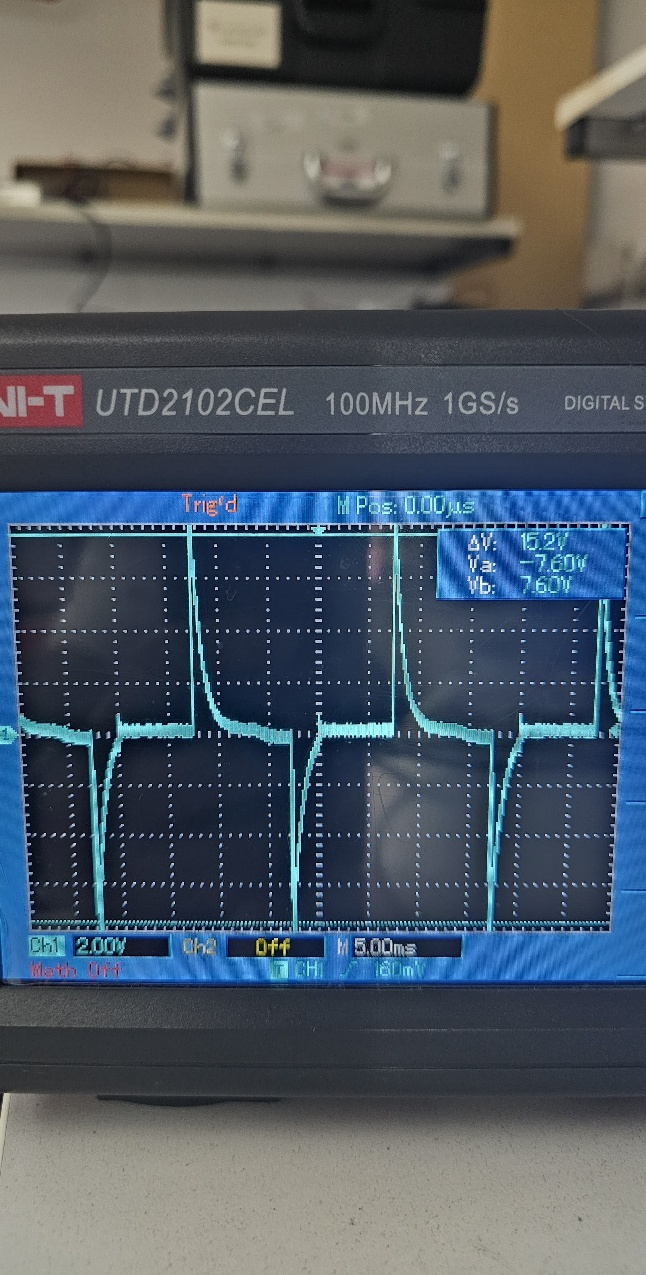 NI-T UTD2102CEL 100MHz 1GS/s DIGITAL S
Trig'd M Pos: 0.00µs
ΔV: 15.2V
Va: -7.60V
Vb: 7.60V
Ch1 2.00V Ch2 Off M 5.00ms
Math Off T CH1 160mV